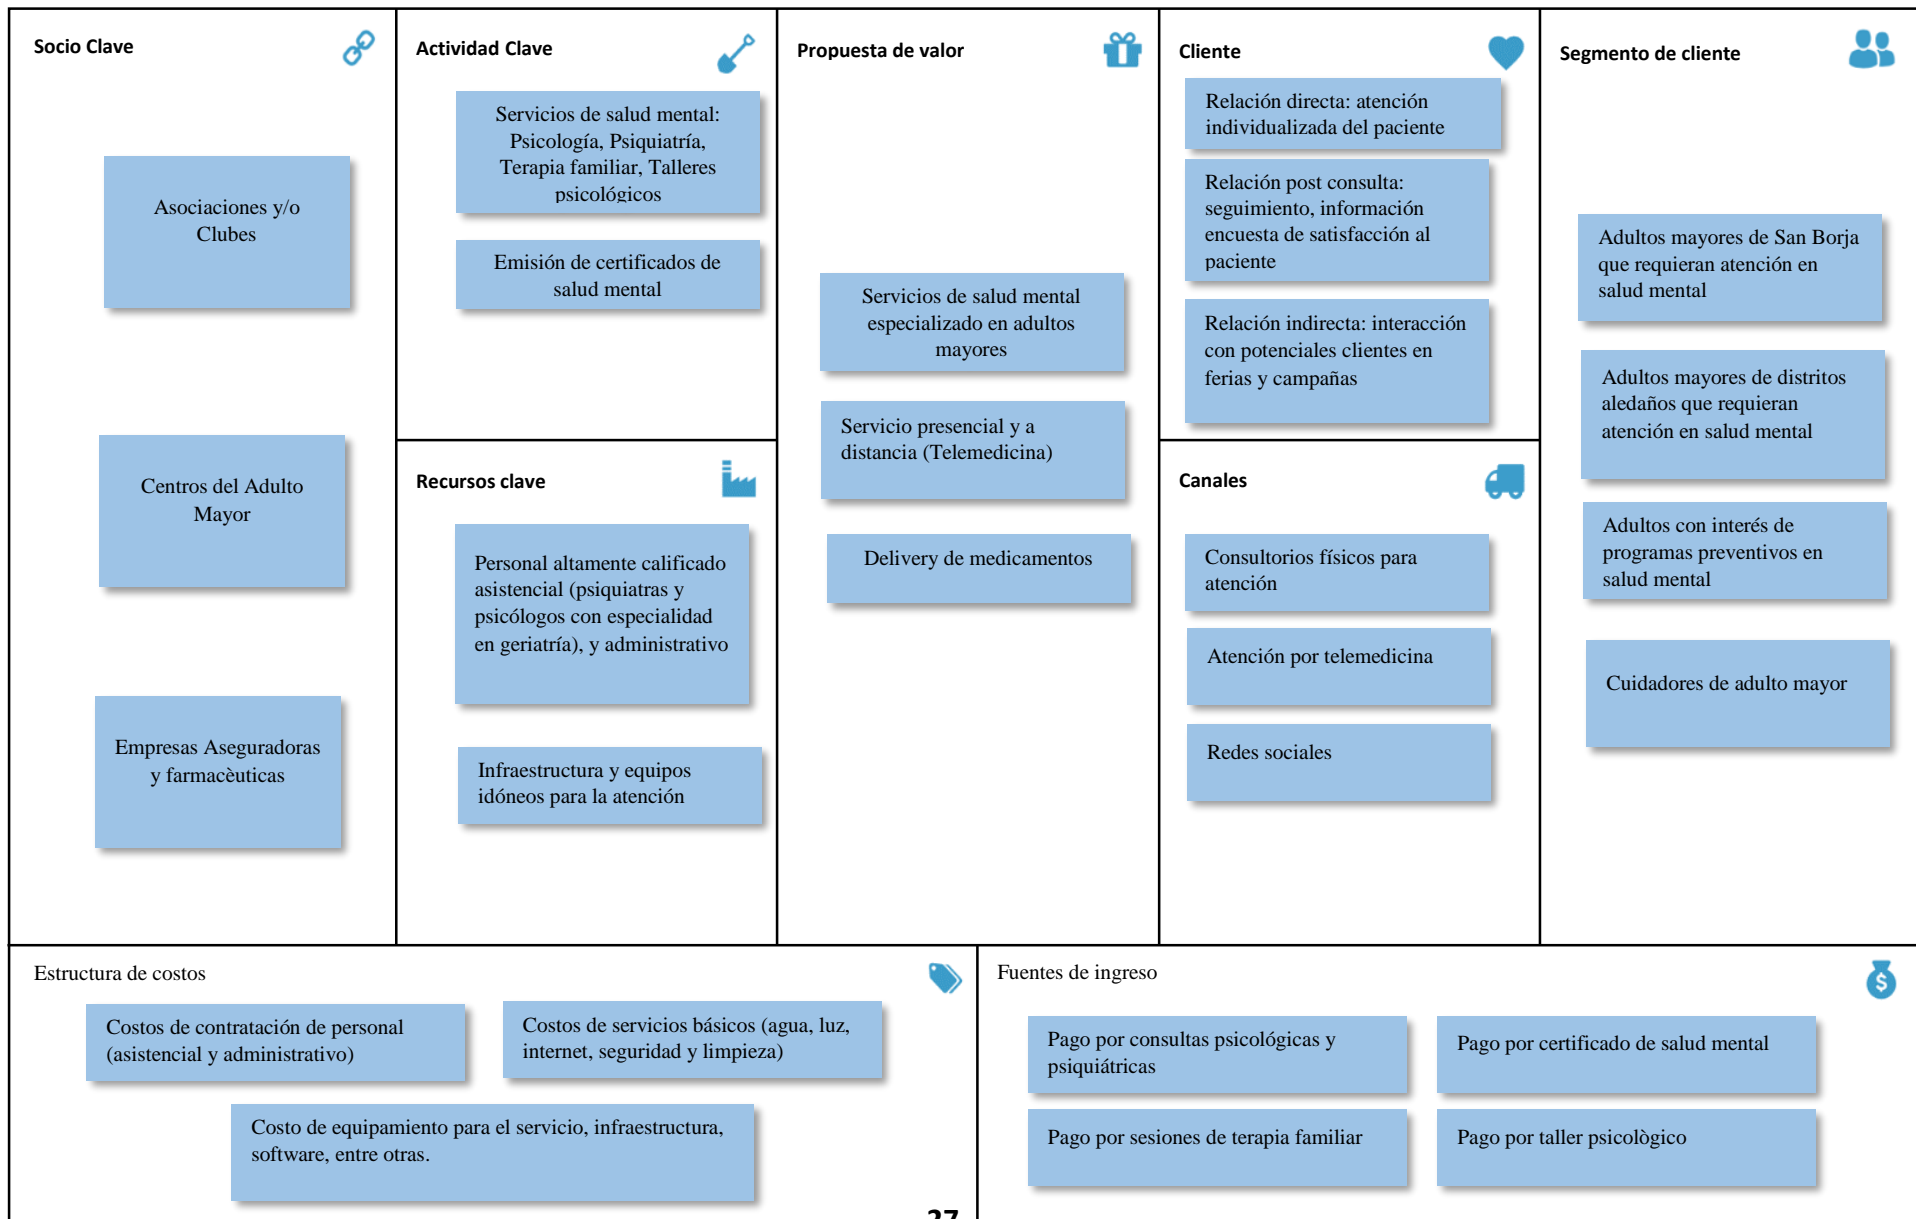 Socio Clave
Asociaciones y/o
Clubes
Centros del Adulto
Mayor
Empresas Aseguradoras
y farmacèuticas
Actividad Clave
Servicios de salud mental:
Psicología, Psiquiatría,
Terapia familiar, Talleres
psicológicos
Emisión de certificados de
salud mental
Recursos clave
Personal altamente calificado
asistencial (psiquiatras y
psicólogos con especialidad
en geriatría), y administrativo
Infraestructura y equipos
idóneos para la atención
Propuesta de valor
Servicios de salud mental
especializado en adultos
mayores
Servicio presencial y a
distancia (Telemedicina)
Delivery de medicamentos
Cliente
Relación directa: atención
individualizada del paciente
Relación post consulta:
seguimiento, información
encuesta de satisfacción al
paciente
Relación indirecta: interacción
con potenciales clientes en
ferias y campañas
Canales
Consultorios físicos para
atención
Atención por telemedicina
Redes sociales
Segmento de cliente
Adultos mayores de San Borja
que requieran atención en
salud mental
Adultos mayores de distritos
aledaños que requieran
atención en salud mental
Adultos con interés de
programas preventivos en
salud mental
Cuidadores de adulto mayor
Estructura de costos
Costos de contratación de personal
(asistencial y administrativo)
Costos de servicios básicos (agua, luz,
internet, seguridad y limpieza)
Costo de equipamiento para el servicio, infraestructura,
software, entre otras.
Fuentes de ingreso
Pago por consultas psicológicas y
psiquiátricas
Pago por certificado de salud mental
Pago por sesiones de terapia familiar
Pago por taller psicològico
$
27